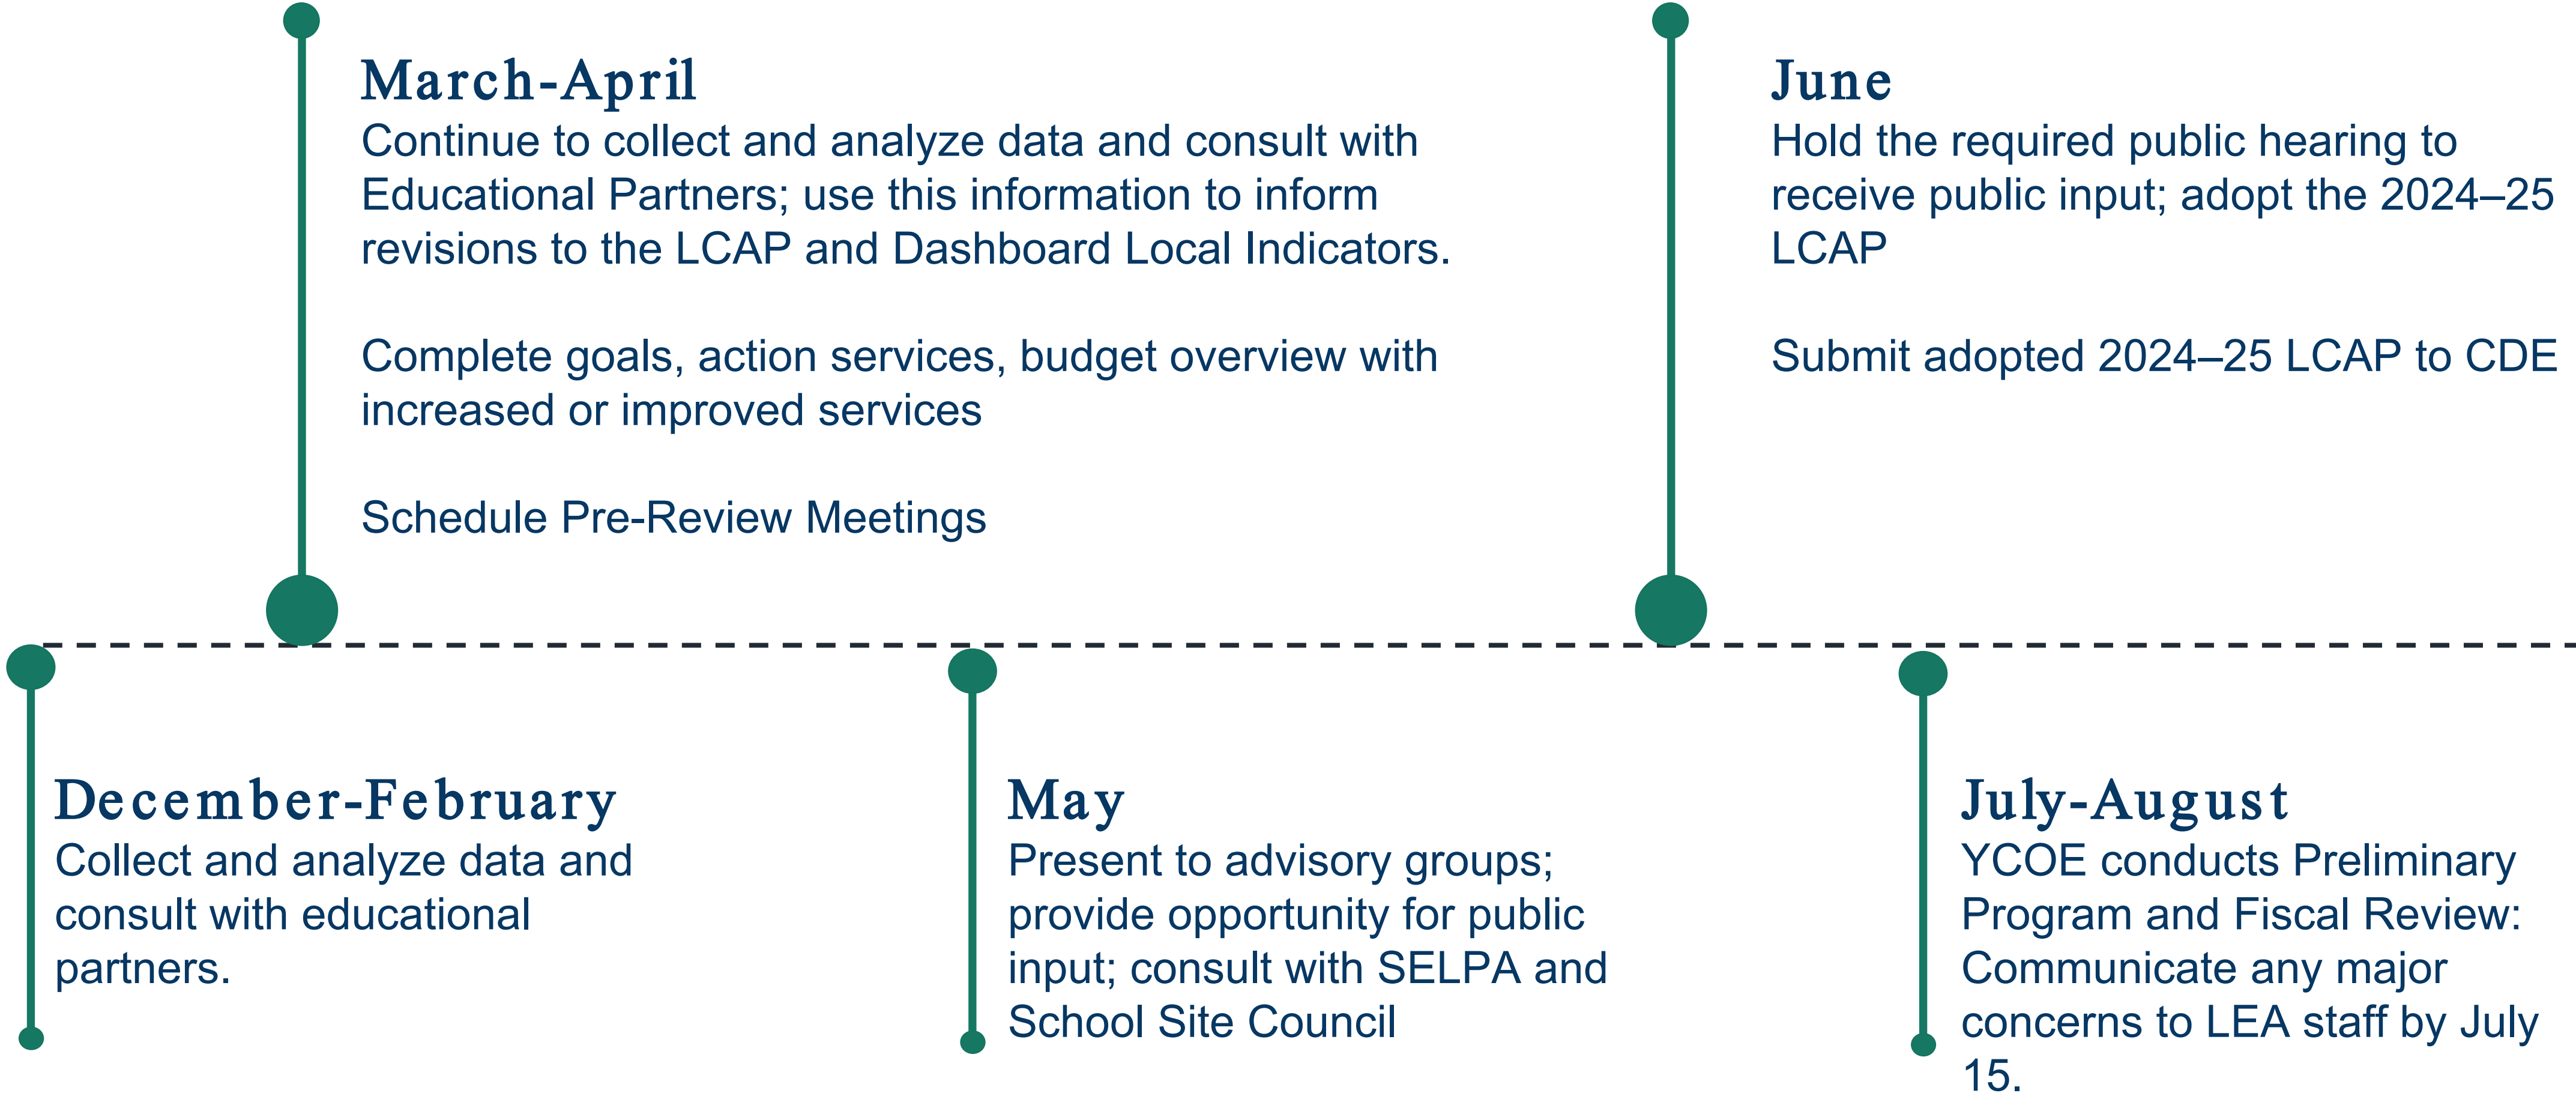 March-April
Continue to collect and analyze data and consult with
Educational Partners; use this information to inform
revisions to the LCAP and Dashboard Local Indicators.
Complete goals, action services, budget overview with
increased or improved services
Schedule Pre-Review Meetings
June
Hold the required public hearing to
receive public input; adopt the 2024–25
LCAP
Submit adopted 2024–25 LCAP to CDE
December-February
Collect and analyze data and
consult with educational
partners.
May
Present to advisory groups;
provide opportunity for public
input; consult with SELPA and
School Site Council
July-August
YCOE conducts Preliminary
Program and Fiscal Review:
Communicate any major
concerns to LEA staff by July
15.